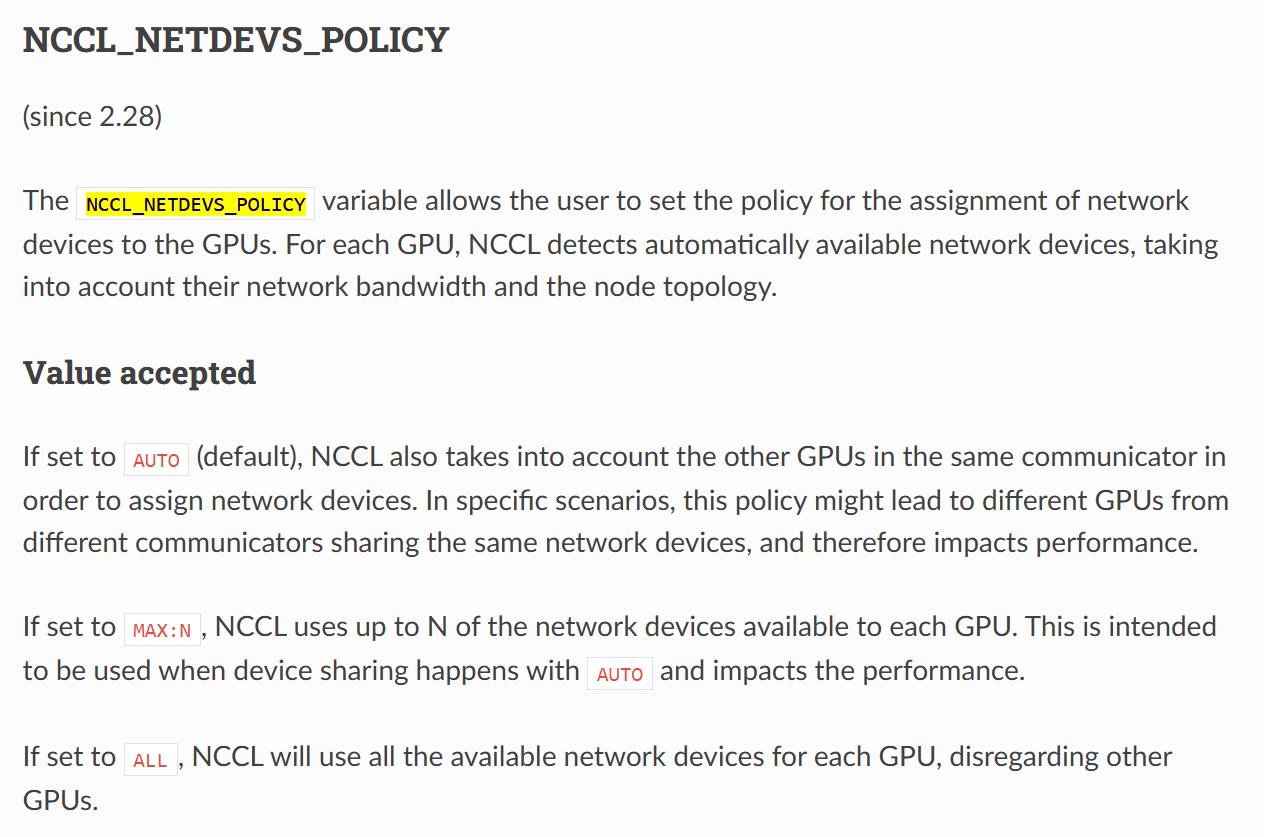 NCCL_NETDEVS_POLICY
(since 2.28)
The NCCL_NETDEVS_POLICY variable allows the user to set the policy for the assignment of network
devices to the GPUs. For each GPU, NCCL detects automatically available network devices, taking
into account their network bandwidth and the node topology.
Value accepted
If set to AUTO (default), NCCL also takes into account the other GPUs in the same communicator in
order to assign network devices. In specific scenarios, this policy might lead to different GPUs from
different communicators sharing the same network devices, and therefore impacts performance.
If set to MAX:N, NCCL uses up to N of the network devices available to each GPU. This is intended
to be used when device sharing happens with AUTO and impacts the performance.
If set to ALL, NCCL will use all the available network devices for each GPU, disregarding other
GPUs.